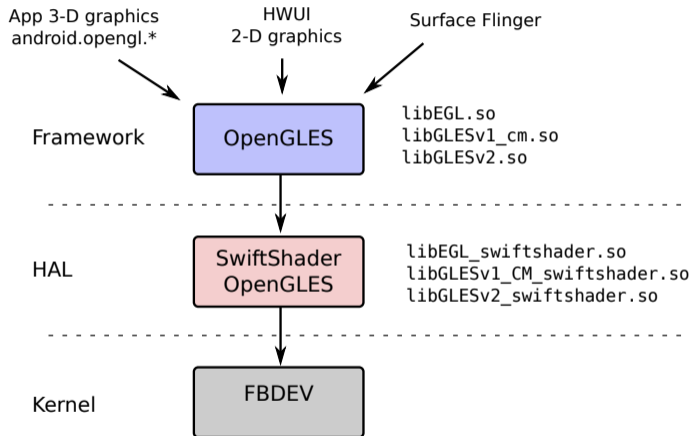 App 3-D graphics
android.opengl.*
HWUI
2-D graphics
Surface Flinger
Framework
OpenGLES
libEGL.so
libGLESv1_cm.so
libGLESv2.so
HAL
SwiftShader
OpenGLES
libEGL_swiftshader.so
libGLESv1_CM_swiftshader.so
libGLESv2_swiftshader.so
Kernel
FBDEV